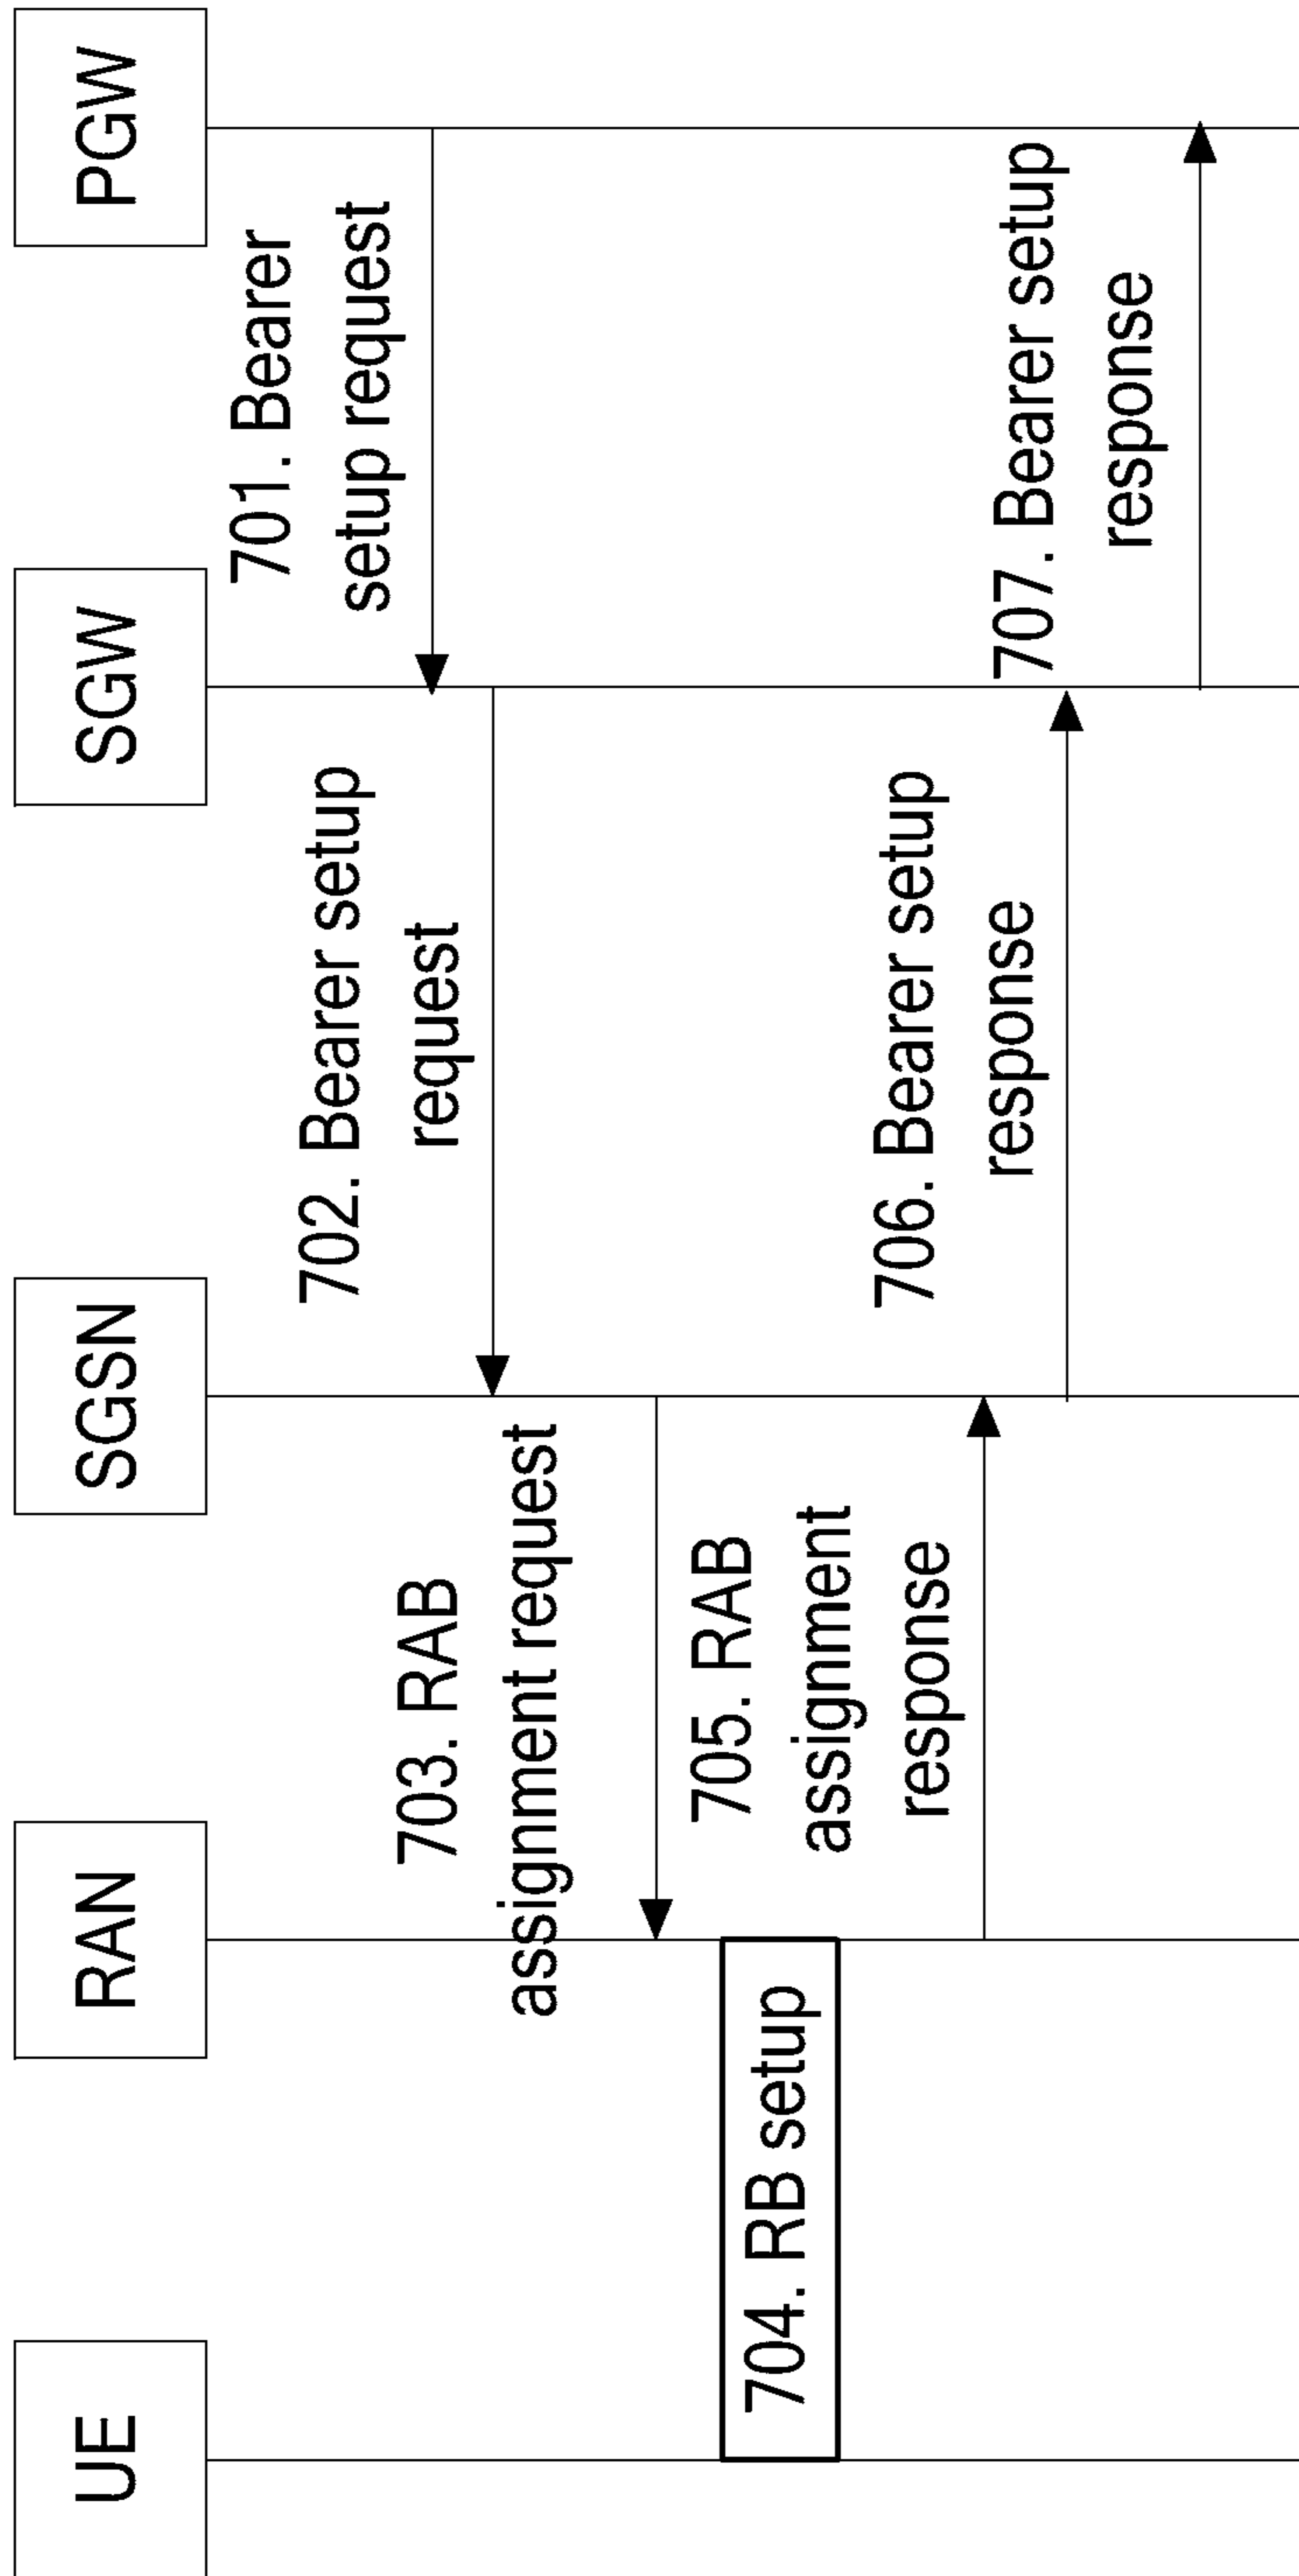 UE
RAN
SGSN
SGW
PGW
701. Bearer
setup request
702. Bearer setup
request
703. RAB
assignment request
704. RB setup
705. RAB
assignment
response
706. Bearer setup
response
707. Bearer setup
response